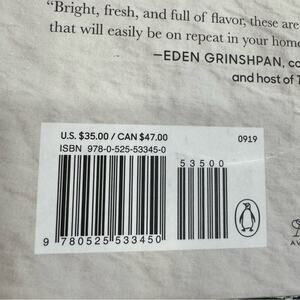 “Bright, fresh, and full of flavor, these are
that will easily be on repeat in your home
—EDEN GRINSHPAN, co
and host of T
U.S. $35.00 / CAN $47.00
0919
ISBN 978-0-525-53345-0
53500
9 780525 533450
AV